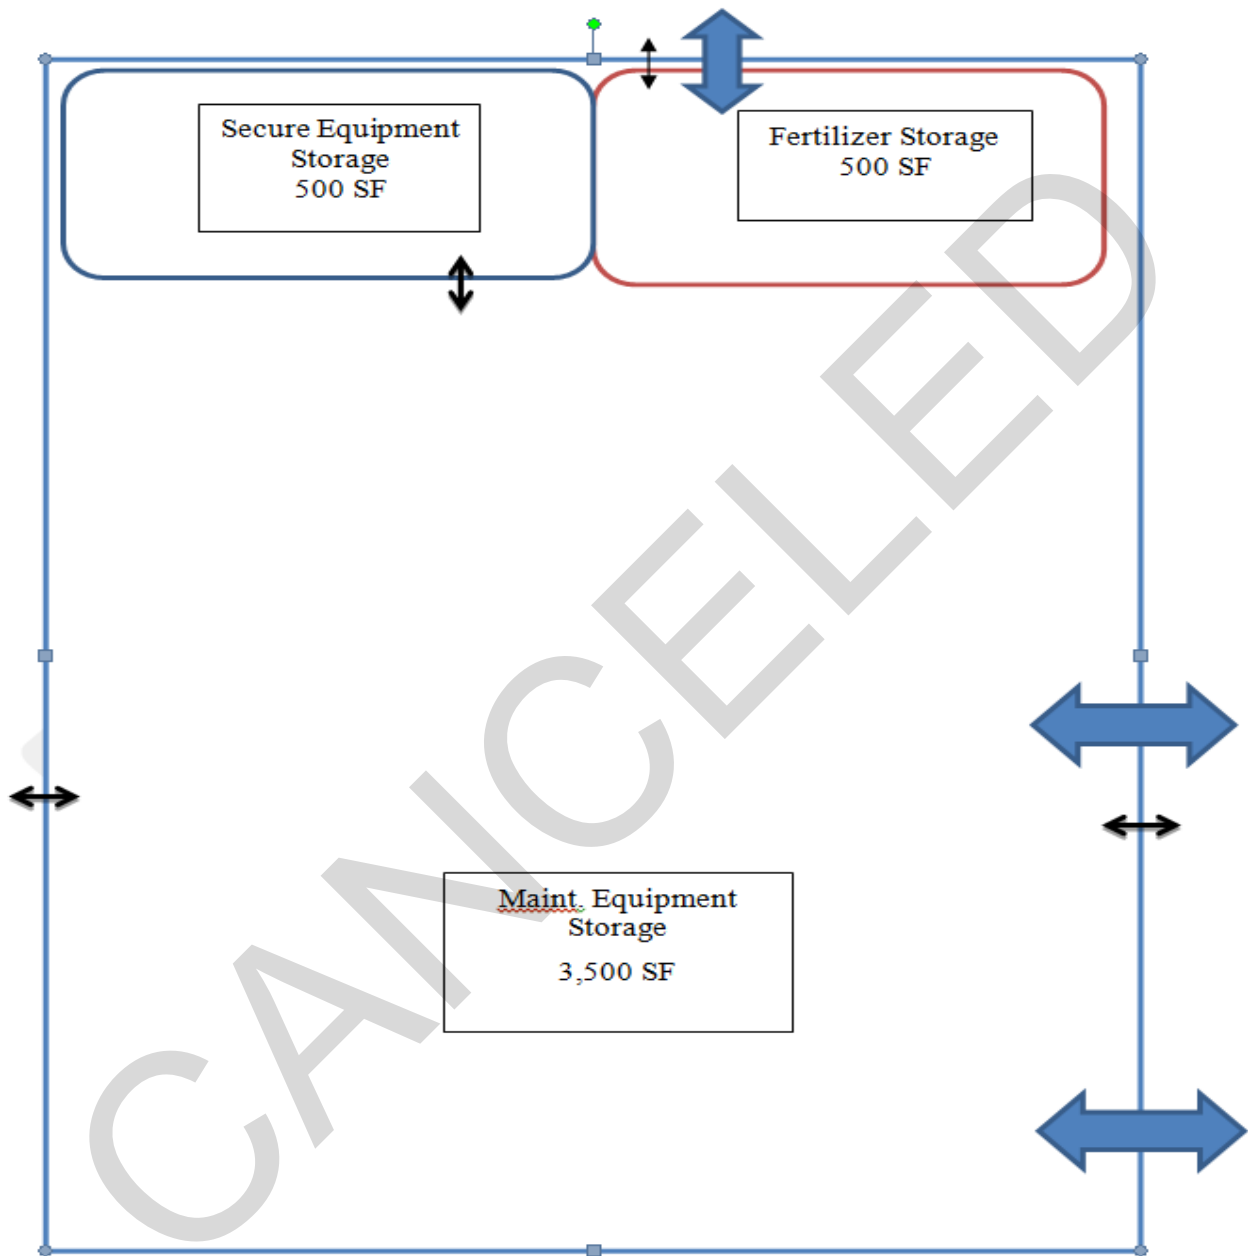 Secure Equipment
Storage
500 SF
Fertilizer Storage
500 SF
Maint. Equipment
Storage
3,500 SF
CANCELED